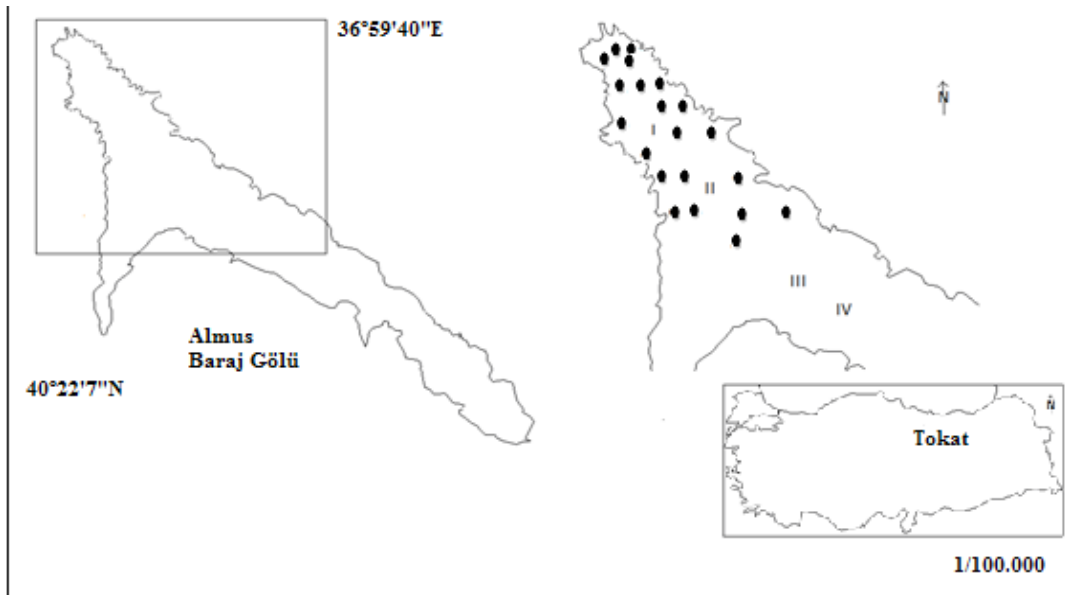 36°59'40"E
Almus
Baraj Gölü
40°22'7"N
N
I
II
III
IV
N
Tokat
1/100.000